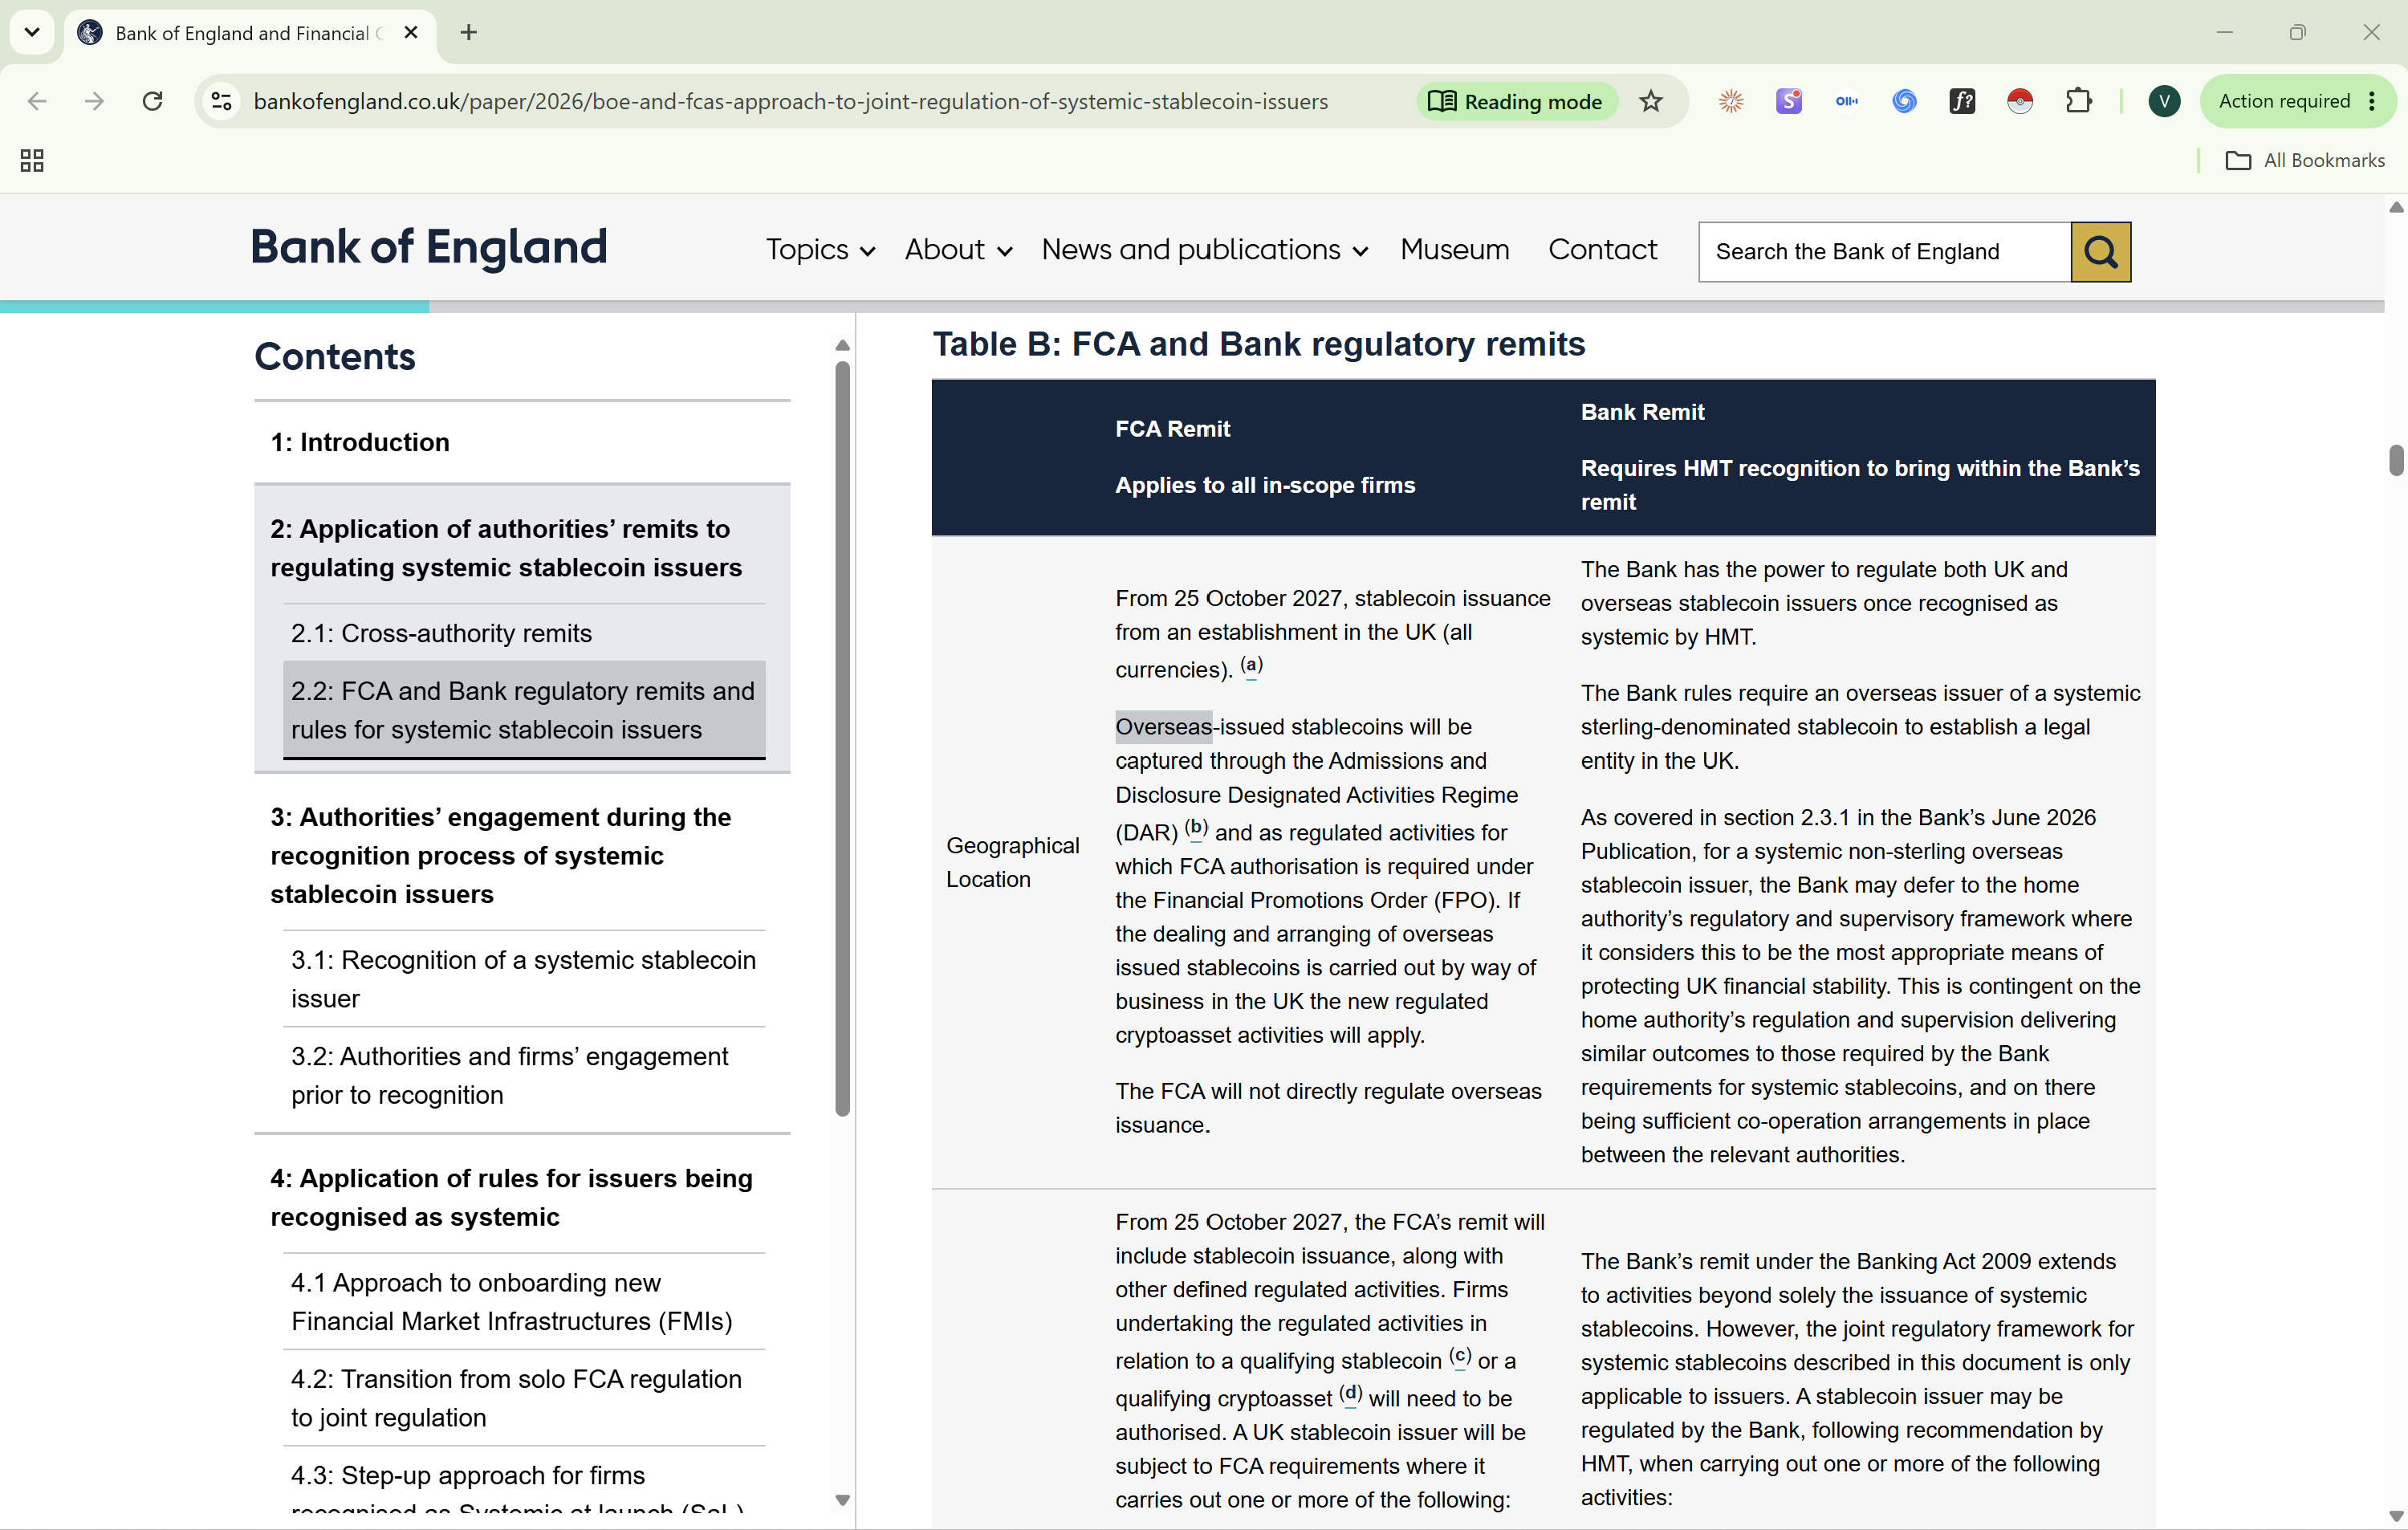 Bank of England and Financial
bankofengland.co.uk/paper/2026/boe-and-fcas-approach-to-joint-regulation-of-systemic-stablecoin-issuers
Reading mode
S
f?
V
Action required
All Bookmarks
Bank of England
Topics
About
News and publications
Museum
Contact
Search the Bank of England
Contents
1: Introduction
2: Application of authorities’ remits to
regulating systemic stablecoin issuers
2.1: Cross-authority remits
2.2: FCA and Bank regulatory remits and
rules for systemic stablecoin issuers
3: Authorities’ engagement during the
recognition process of systemic
stablecoin issuers
3.1: Recognition of a systemic stablecoin
issuer
3.2: Authorities and firms’ engagement
prior to recognition
4: Application of rules for issuers being
recognised as systemic
4.1 Approach to onboarding new
Financial Market Infrastructures (FMIs)
4.2: Transition from solo FCA regulation
to joint regulation
4.3: Step-up approach for firms
recognised as Systemic at launch (SaL)
Table B: FCA and Bank regulatory remits
FCA Remit
Applies to all in-scope firms
Bank Remit
Requires HMT recognition to bring within the Bank’s
remit
Geographical
Location
From 25 October 2027, stablecoin issuance
from an establishment in the UK (all
currencies). (a)
Overseas-issued stablecoins will be
captured through the Admissions and
Disclosure Designated Activities Regime
(DAR) (b) and as regulated activities for
which FCA authorisation is required under
the Financial Promotions Order (FPO). If
the dealing and arranging of overseas
issued stablecoins is carried out by way of
business in the UK the new regulated
cryptoasset activities will apply.
The FCA will not directly regulate overseas
issuance.
The Bank has the power to regulate both UK and
overseas stablecoin issuers once recognised as
systemic by HMT.
The Bank rules require an overseas issuer of a systemic
sterling-denominated stablecoin to establish a legal
entity in the UK.
As covered in section 2.3.1 in the Bank’s June 2026
Publication, for a systemic non-sterling overseas
stablecoin issuer, the Bank may defer to the home
authority’s regulatory and supervisory framework where
it considers this to be the most appropriate means of
protecting UK financial stability. This is contingent on the
home authority’s regulation and supervision delivering
similar outcomes to those required by the Bank
requirements for systemic stablecoins, and on there
being sufficient co-operation arrangements in place
between the relevant authorities.
From 25 October 2027, the FCA’s remit will
include stablecoin issuance, along with
other defined regulated activities. Firms
undertaking the regulated activities in
relation to a qualifying stablecoin (c) or a
qualifying cryptoasset (d) will need to be
authorised. A UK stablecoin issuer will be
subject to FCA requirements where it
carries out one or more of the following:
The Bank’s remit under the Banking Act 2009 extends
to activities beyond solely the issuance of systemic
stablecoins. However, the joint regulatory framework for
systemic stablecoins described in this document is only
applicable to issuers. A stablecoin issuer may be
regulated by the Bank, following recommendation by
HMT, when carrying out one or more of the following
activities: